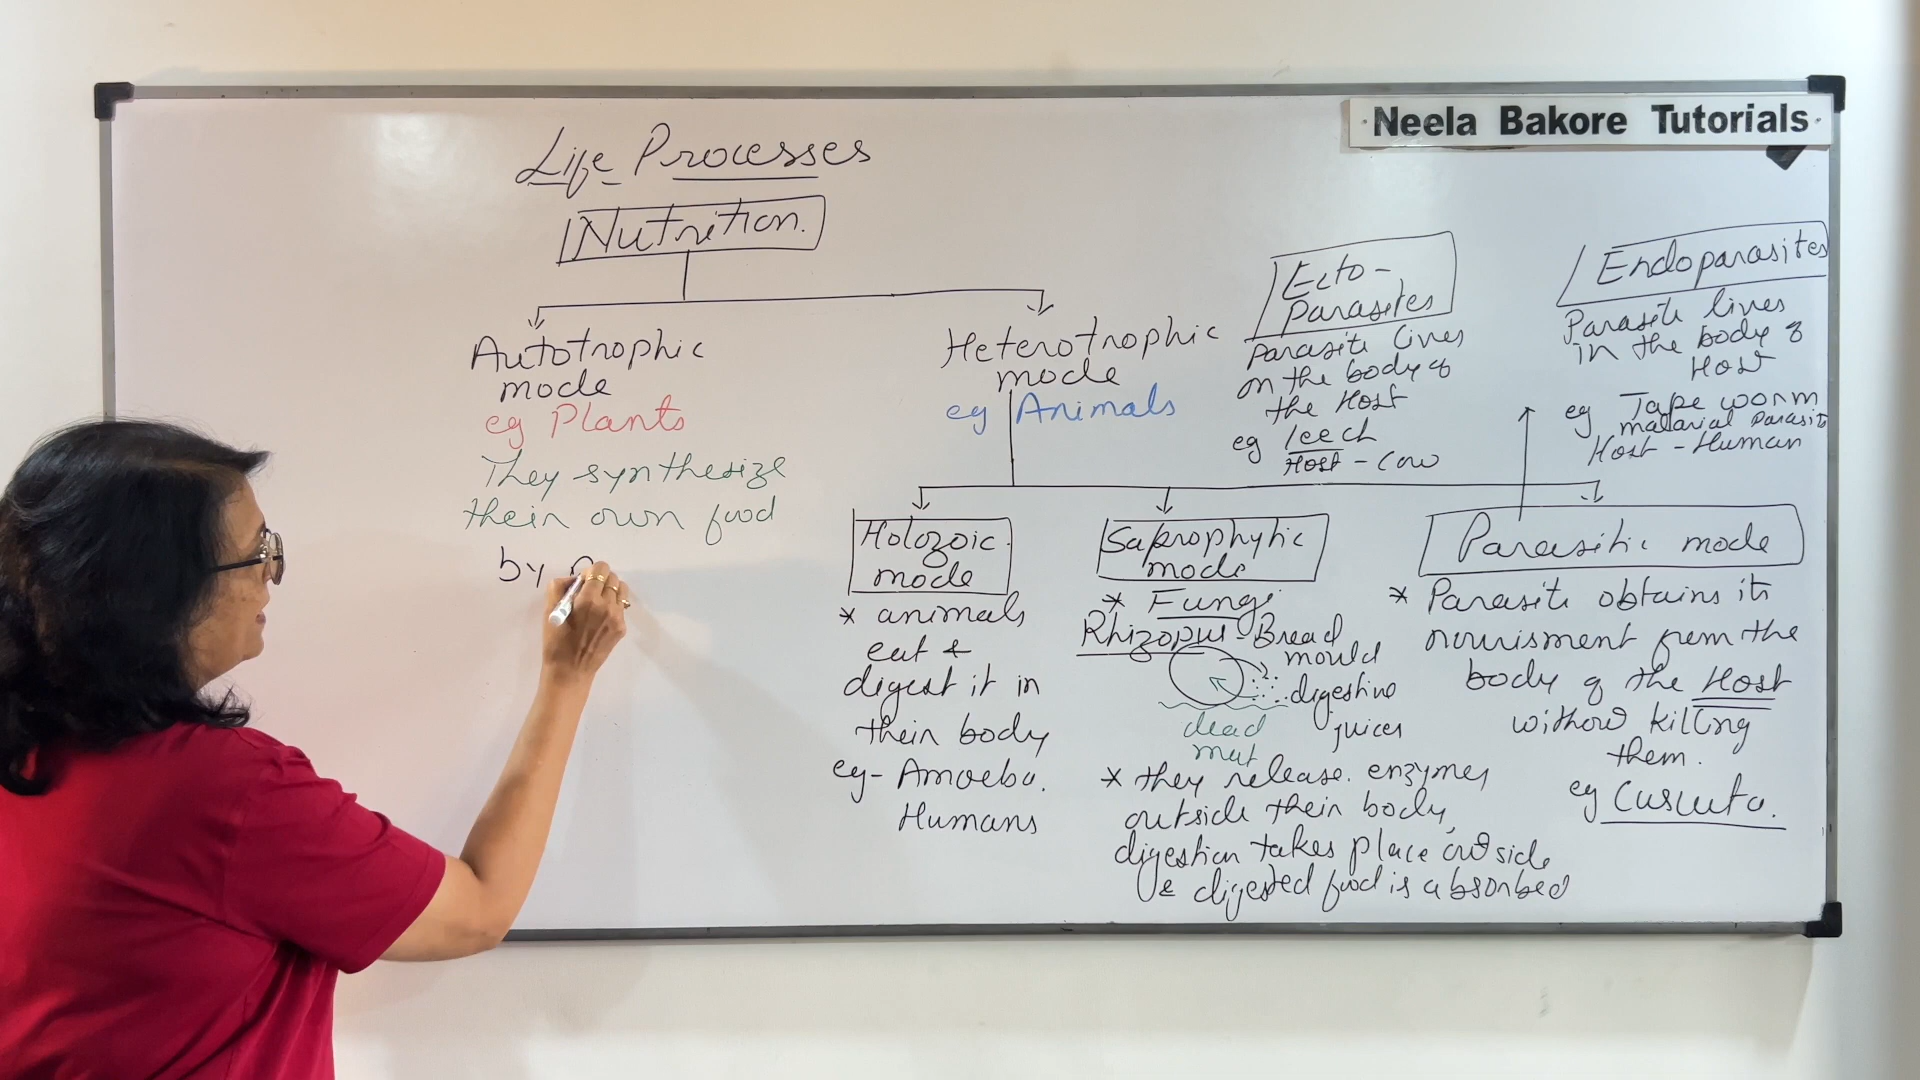 Neela Bakore Tutorials
Life Processes
Nutrition.
Autotrophic
mode
eg Plants
They synthesize
their own food
by
Heterotrophic
mode
eg Animals
Ecto-
Parasites
Parasite lives
on the body of
the Host
eg leech
Host - Cow
Endoparasites
Parasite lives
in the body of
Host
eg Tape worm
malarial Parasite
Host - Human
Holozoic
mode
* animals
eat &
digest it in
their body
eg- Amoeba.
Humans
Saprophytic
mode
* Fungi
Rhizopus - Bread
mould
digestive
juices
dead
mat
* they release enzymes
outside their body,
digestion takes place outside
& digested food is absorbed
Parasitic mode
* Parasite obtains its
nourisment from the
body of the Host
without killing
them.
eg Cuscuta.